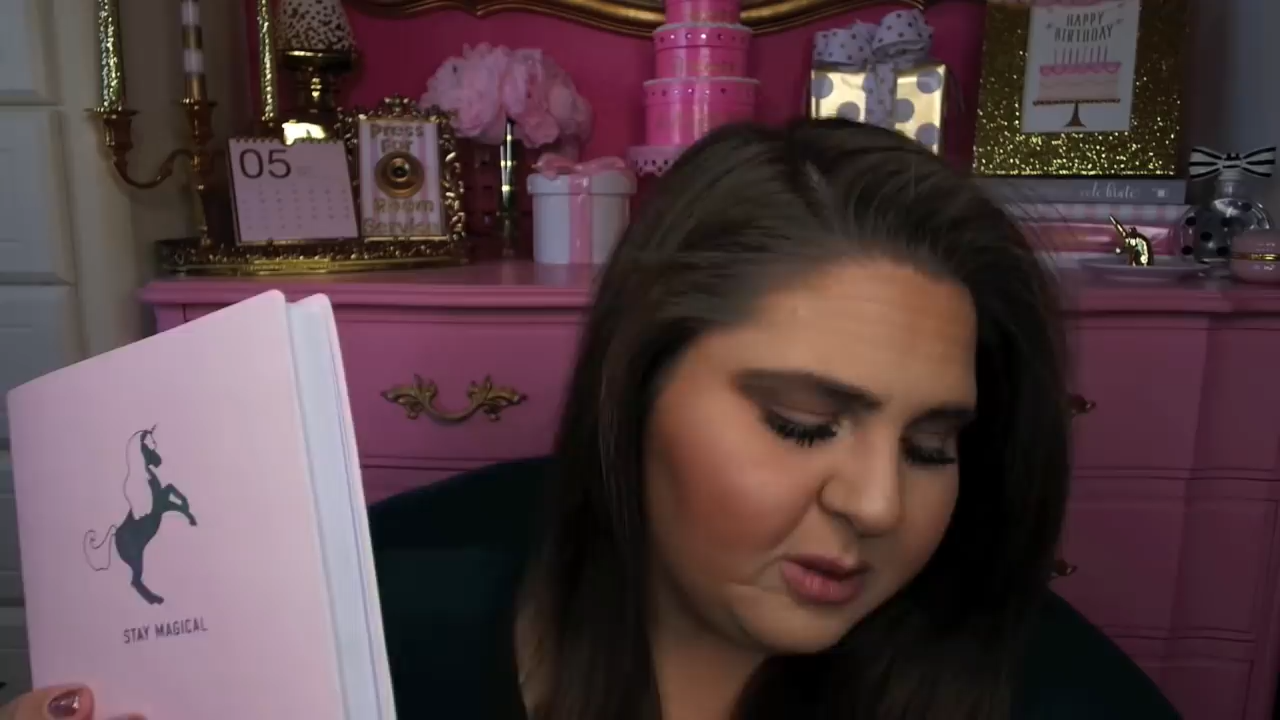 HAPPY
BIRTHDAY
05
Press
For
Room
Service
celebrate
STAY MAGICAL